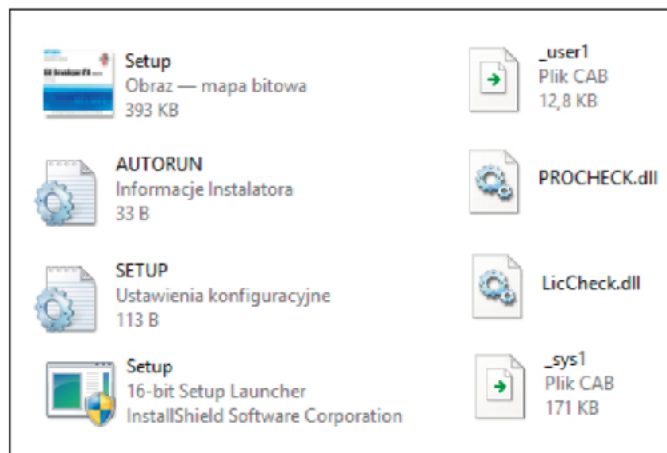 Setup
Obraz — mapa bitowa
393 KB
AUTORUN
Informacje Instalatora
33 B
SETUP
Ustawienia konfiguracyjne
113 B
Setup
16-bit Setup Launcher
InstallShield Software Corporation
_user1
Plik CAB
12,8 KB
PROCHECK.dll
LicCheck.dll
_sys1
Plik CAB
171 KB